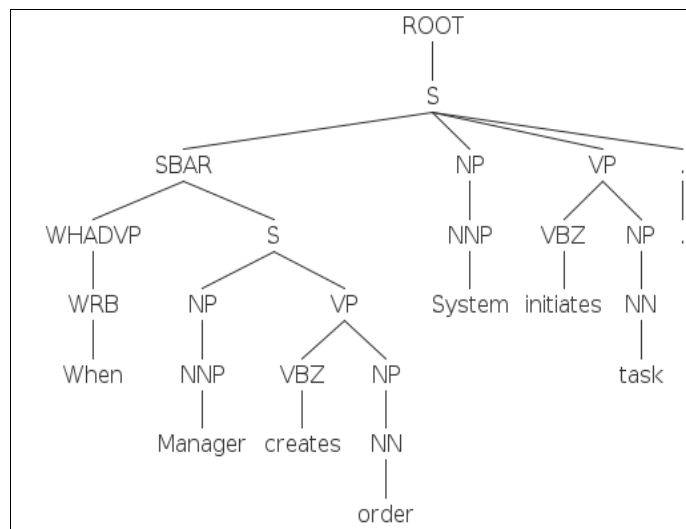 ROOT
S
SBAR NP VP .
WHADVP S NNP VBZ NP .
WRB NP VP System initiates NN
When NNP VBZ NP task
Manager creates NN
order